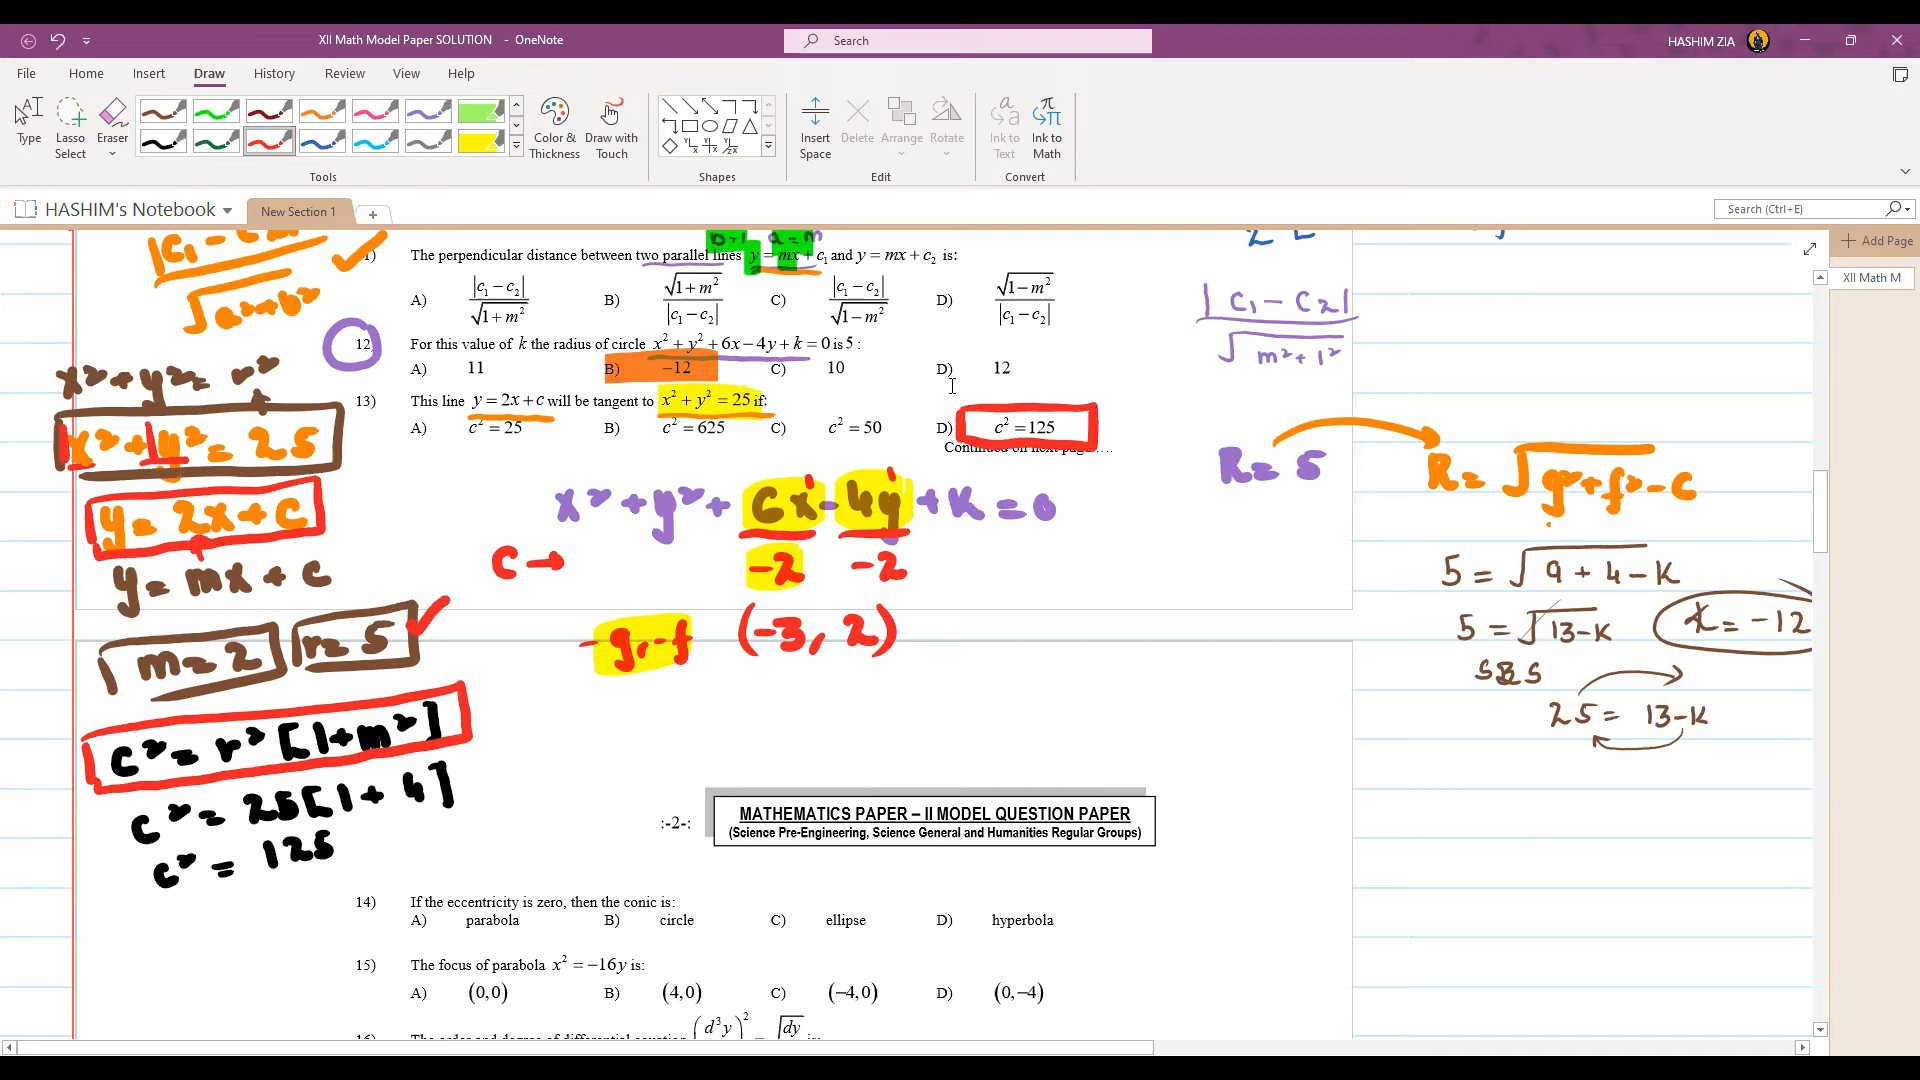 XII Math Model Paper SOLUTION - OneNote
Search
HASHIM ZIA
File Home Insert Draw History Review View Help
Type
Lasso Select
Eraser
Color & Thickness
Draw with Touch
Insert Space
Delete
Arrange
Rotate
Ink to Text
Ink to Math
Tools
Shapes
Edit
Convert
HASHIM's Notebook
New Section 1
Search (Ctrl+E)
Add Page
XII Math M
b=1 a=m
The perpendicular distance between two parallel lines y = mx + c₁ and y = mx + c₂ is:
A) |c₁ − c₂| / √(1 + m²) B) √(1 + m²) / |c₁ − c₂| C) |c₁ − c₂| / √(1 − m²) D) √(1 − m²) / |c₁ − c₂|
12) For this value of k the radius of circle x² + y² + 6x − 4y + k = 0 is 5 :
A) 11 B) −12 C) 10 D) 12
13) This line y = 2x + c will be tangent to x² + y² = 25 if:
A) c² = 25 B) c² = 625 C) c² = 50 D) c² = 125
Continued on next page….
√(a²+b²)
x² + y² = r²
x² + y² = 25
y = 2x + c
y = mx + c
m = 2 r = 5
c² = r² [1+m²]
c² = 25[1 + 4]
c² = 125
x² + y² + 6x − 4y + K = 0
C → −2 −2
−g, −f (−3, 2)
|C₁ − C₂|
√(m² + 1²)
R = 5 R = √(g² + f² − c)
5 = √(9 + 4 − K)
5 = √(13 − K) K = −12
SBS
25 = 13 − K
:-2-:
MATHEMATICS PAPER – II MODEL QUESTION PAPER
(Science Pre-Engineering, Science General and Humanities Regular Groups)
14) If the eccentricity is zero, then the conic is:
A) parabola B) circle C) ellipse D) hyperbola
15) The focus of parabola x² = −16y is:
A) (0,0) B) (4,0) C) (−4,0) D) (0,−4)